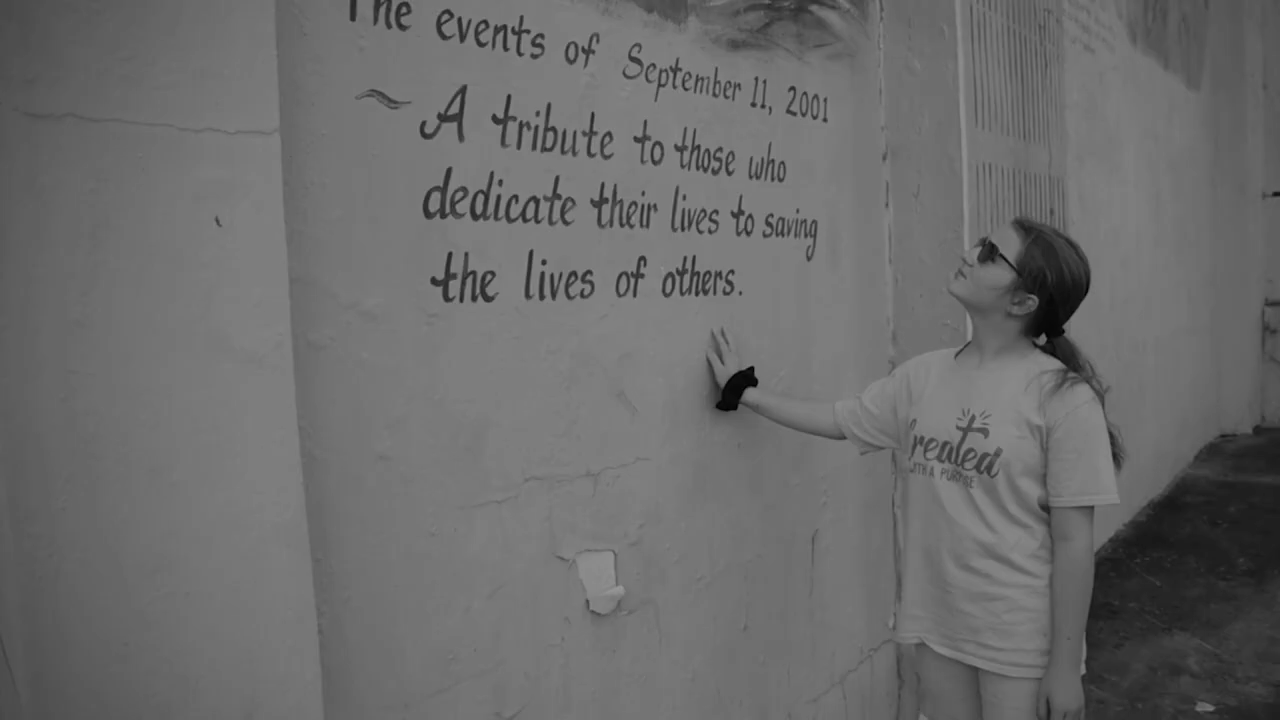 The events of September 11, 2001
~ A tribute to those who
dedicate their lives to saving
the lives of others.
Created
WITH A PURPOSE